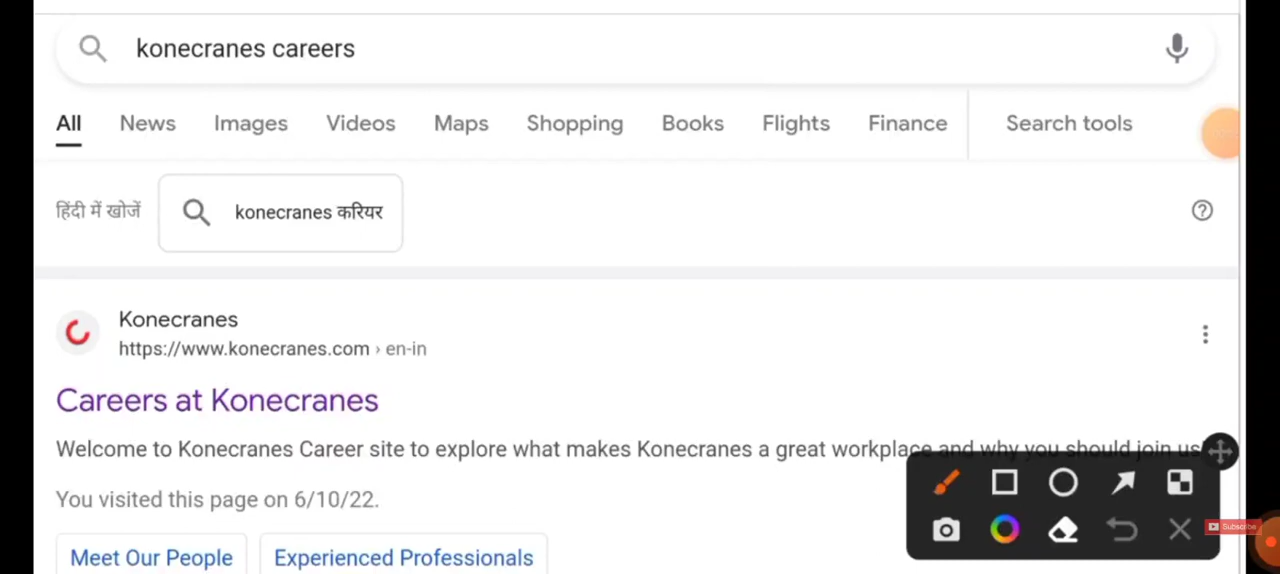 konecranes careers
All News Images Videos Maps Shopping Books Flights Finance Search tools
हिंदी में खोजें konecranes करियर
Konecranes
https://www.konecranes.com › en-in
Careers at Konecranes
Welcome to Konecranes Career site to explore what makes Konecranes a great workplace and why you should join us
You visited this page on 6/10/22.
Meet Our People Experienced Professionals
Subscribe